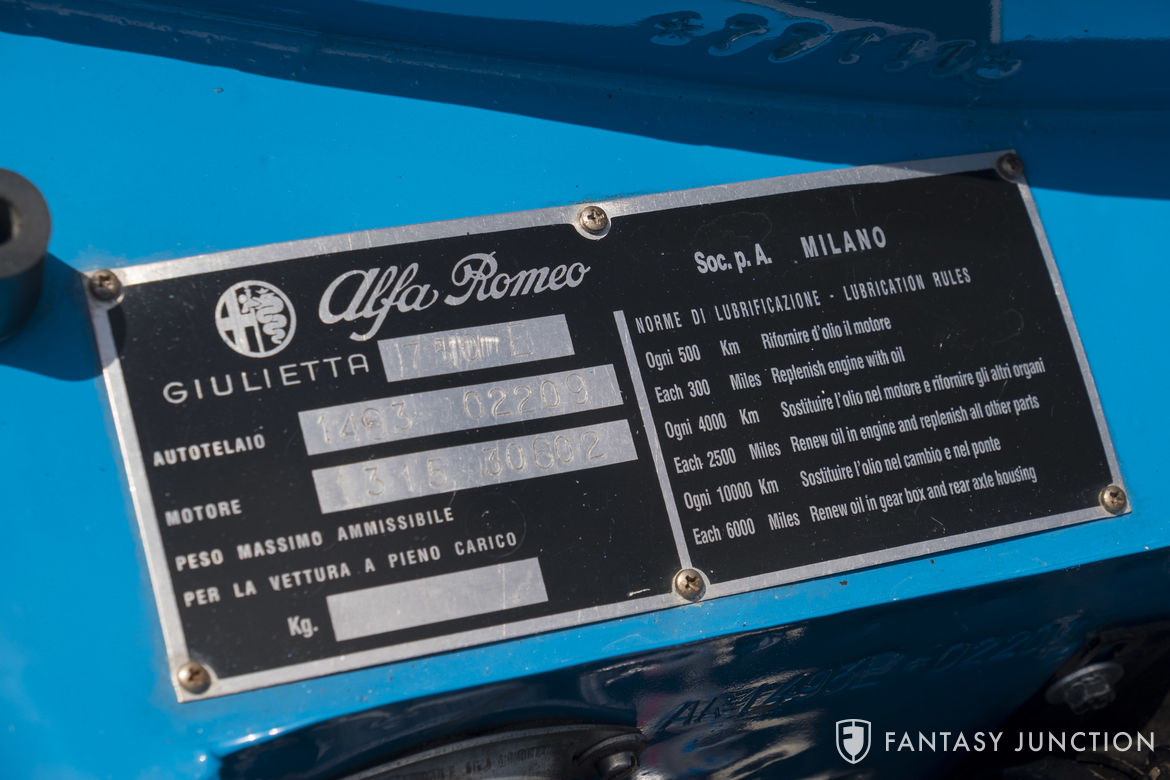 Alfa Romeo
GIULIETTA
AUTOTELAIO 1493 02209
MOTORE 1315 30602
PESO MASSIMO AMMISSIBILE
PER LA VETTURA A PIENO CARICO
Kg.
Soc. p. A. MILANO
NORME DI LUBRIFICAZIONE - LUBRICATION RULES
Ogni 500 Km Rifornire d'olio il motore
Each 300 Miles Replenish engine with oil
Ogni 4000 Km Sostituire l'olio nel motore e rifornire gli altri organi
Each 2500 Miles Renew oil in engine and replenish all other parts
Ogni 10000 Km Sostituire l'olio nel cambio e nel ponte
Each 6000 Miles Renew oil in gear box and rear axle housing
FANTASY JUNCTION